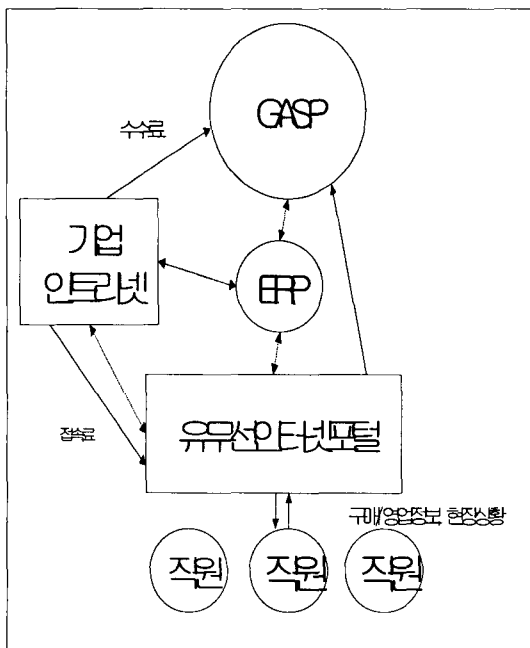 GASP
수수료
기업
인트라넷
ERP
접속료
유무선인터넷포털
구매/영업정보, 현장상황
직원
직원
직원